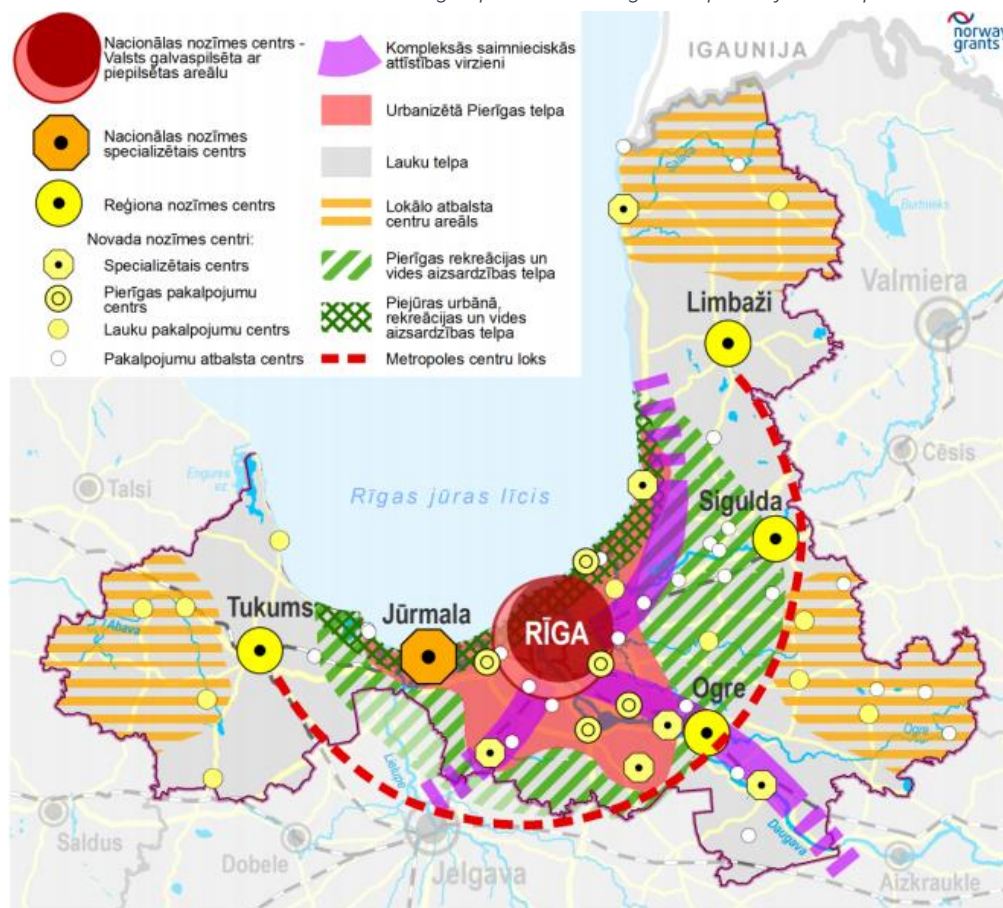 norway
grants
Nacionālas nozīmes centrs -
Valsts galvaspilsēta ar
piepilsētas areālu
Nacionālas nozīmes
specializētais centrs
Reģiona nozīmes centrs
Novada nozīmes centri:
Specializētais centrs
Pierīgas pakalpojumu
centrs
Lauku pakalpojumu centrs
Pakalpojumu atbalsta centrs
Kompleksās saimnieciskās
attīstības virzieni
Urbanizētā Pierīgas telpa
Lauku telpa
Lokālo atbalsta
centru areāls
Pierīgas rekreācijas un
vides aizsardzības telpa
Piejūras urbānā,
rekreācijas un vides
aizsardzības telpa
Metropoles centru loks
IGAUNIJA
Salaca
Burtnieks
Valmiera
Limbaži
Cēsis
Talsi
Engures
ez.
Rīgas jūras līcis
Sigulda
Abava
Tukums
Jūrmala
RĪGA
Ogre
Ogre
Lielupe
Daugava
Saldus
Dobele
Jelgava
Aizkraukle